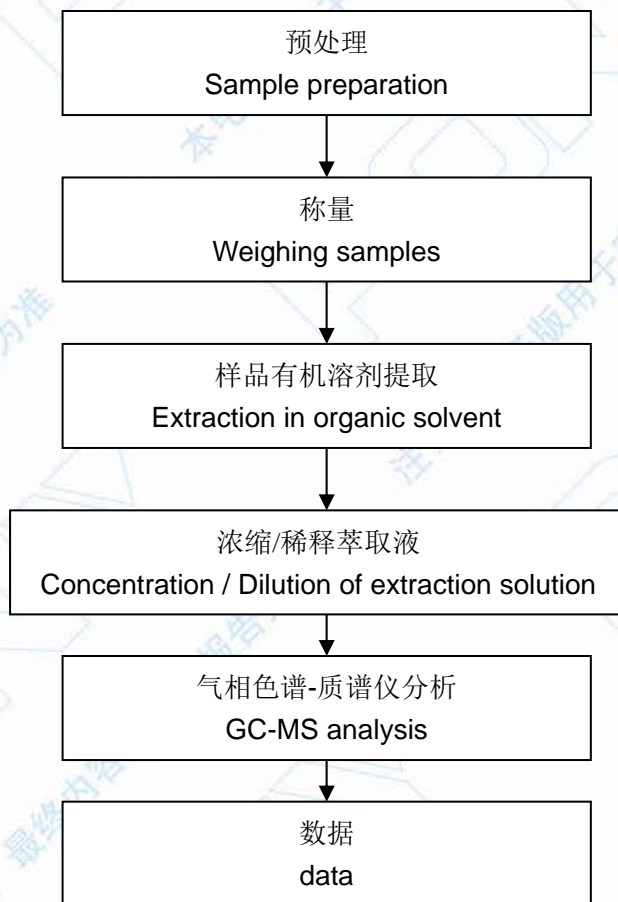 预处理
Sample preparation
称量
Weighing samples
样品有机溶剂提取
Extraction in organic solvent
浓缩/稀释萃取液
Concentration / Dilution of extraction solution
气相色谱-质谱仪分析
GC-MS analysis
数据
data